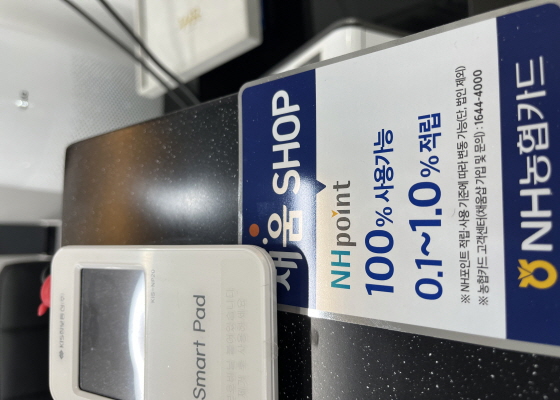 채움 SHOP
NHpoint
100% 사용가능
0.1~1.0% 적립
※ NH포인트 적립/사용 기준에 따라 변동 가능(단, 법인 제외)
※ 농협카드 고객센터(채움샵 가입 및 문의) : 1644-4000
NH농협카드
Smart Pad